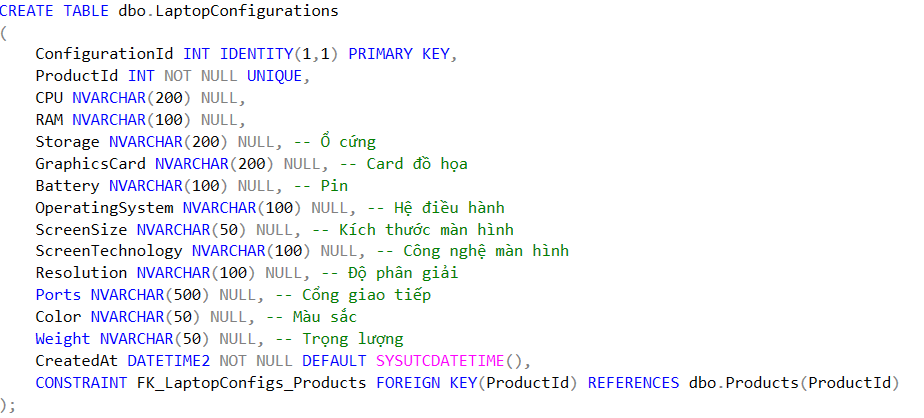 CREATE TABLE dbo.LaptopConfigurations
(
    ConfigurationId INT IDENTITY(1,1) PRIMARY KEY,
    ProductId INT NOT NULL UNIQUE,
    CPU NVARCHAR(200) NULL,
    RAM NVARCHAR(100) NULL,
    Storage NVARCHAR(200) NULL, -- Ổ cứng
    GraphicsCard NVARCHAR(200) NULL, -- Card đồ họa
    Battery NVARCHAR(100) NULL, -- Pin
    OperatingSystem NVARCHAR(100) NULL, -- Hệ điều hành
    ScreenSize NVARCHAR(50) NULL, -- Kích thước màn hình
    ScreenTechnology NVARCHAR(100) NULL, -- Công nghệ màn hình
    Resolution NVARCHAR(100) NULL, -- Độ phân giải
    Ports NVARCHAR(500) NULL, -- Cổng giao tiếp
    Color NVARCHAR(50) NULL, -- Màu sắc
    Weight NVARCHAR(50) NULL, -- Trọng lượng
    CreatedAt DATETIME2 NOT NULL DEFAULT SYSUTCDATETIME(),
    CONSTRAINT FK_LaptopConfigs_Products FOREIGN KEY(ProductId) REFERENCES dbo.Products(ProductId)
);